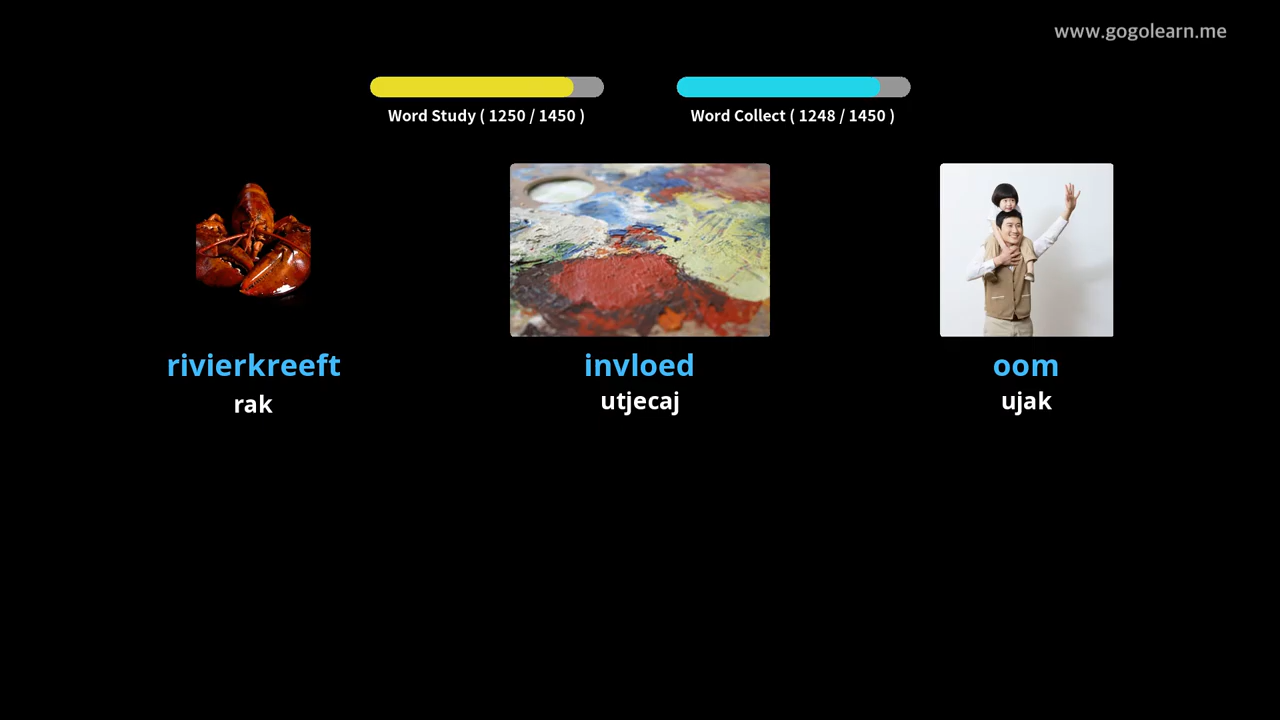 www.gogolearn.me
Word Study ( 1250 / 1450 )
Word Collect ( 1248 / 1450 )
rivierkreeft
rak
invloed
utjecaj
oom
ujak